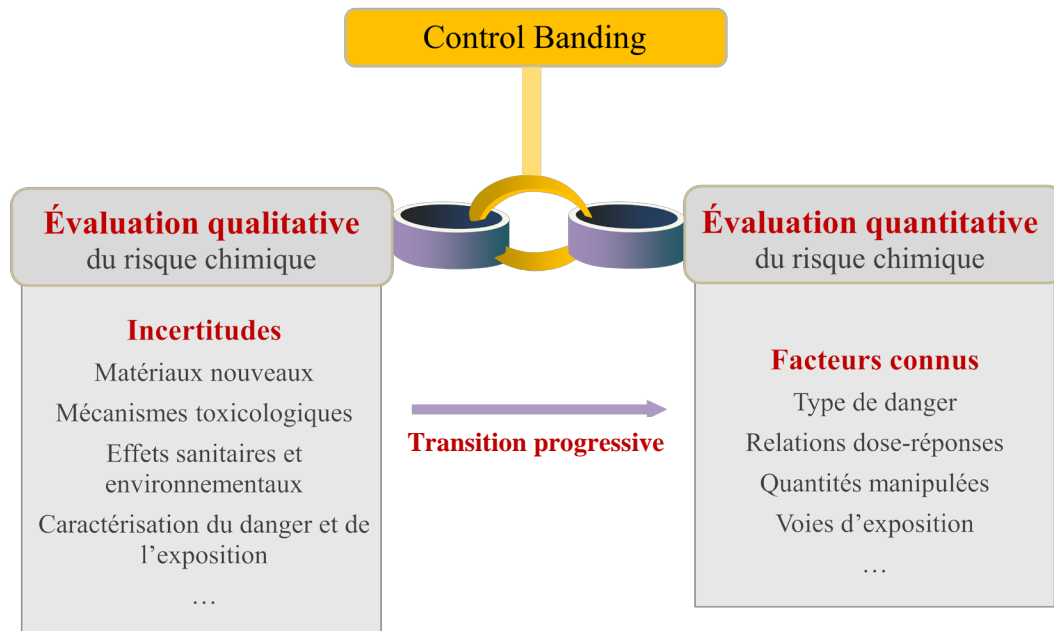 Control Banding
Évaluation qualitative
du risque chimique
Incertitudes
Matériaux nouveaux
Mécanismes toxicologiques
Effets sanitaires et
environnementaux
Caractérisation du danger et de
l’exposition
…
Transition progressive
Évaluation quantitative
du risque chimique
Facteurs connus
Type de danger
Relations dose-réponses
Quantités manipulées
Voies d’exposition
…